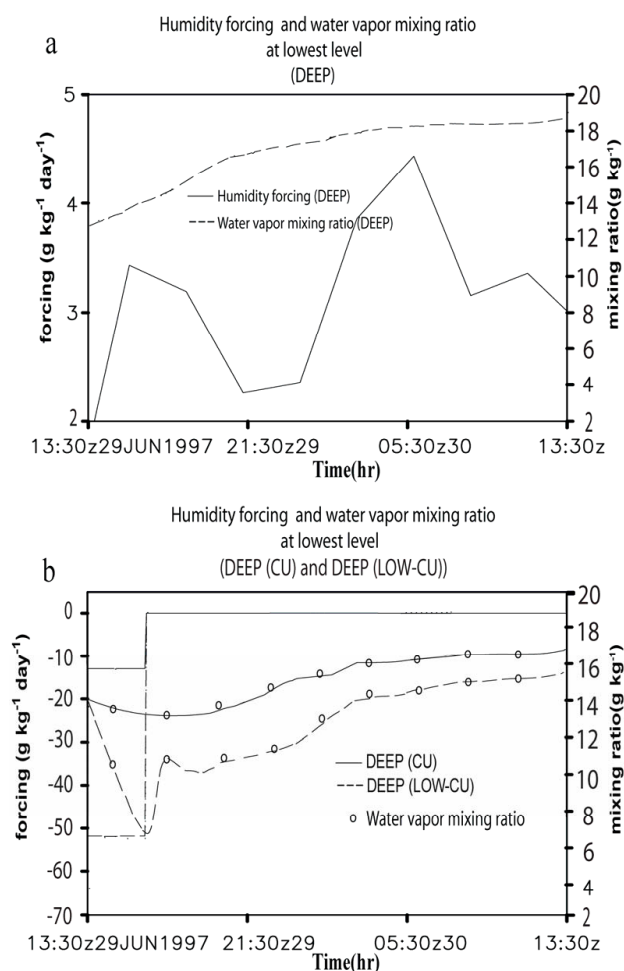 a
Humidity forcing and water vapor mixing ratio
at lowest level
(DEEP)
5
4
3
2
forcing (g kg⁻¹ day⁻¹)
20
18
16
14
12
10
8
6
4
2
mixing ratio(g kg⁻¹)
Humidity forcing (DEEP)
Water vapor mixing ratio (DEEP)
13:30z29JUN1997 21:30z29 05:30z30 13:30z
Time(hr)
b
Humidity forcing and water vapor mixing ratio
at lowest level
(DEEP (CU) and DEEP (LOW-CU))
0
-10
-20
-30
-40
-50
-60
-70
forcing (g kg⁻¹ day⁻¹)
20
18
16
14
12
10
8
6
4
2
mixing ratio(g kg⁻¹)
DEEP (CU)
DEEP (LOW-CU)
Water vapor mixing ratio
13:30z29JUN1997 21:30z29 05:30z30 13:30z
Time(hr)